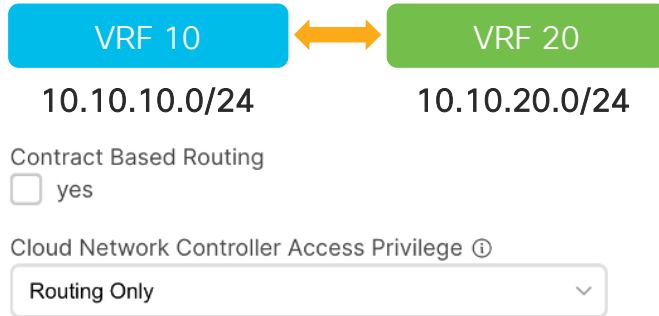 VRF 10
VRF 20
10.10.10.0/24
10.10.20.0/24
Contract Based Routing
yes
Cloud Network Controller Access Privilege ⓘ
Routing Only